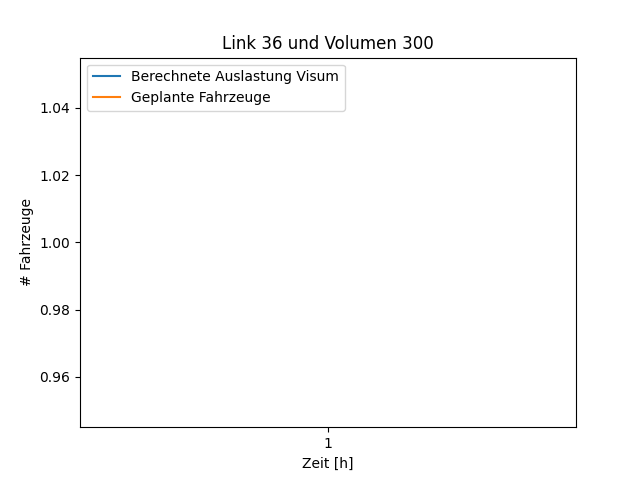 Link 36 und Volumen 300
Berechnete Auslastung Visum
Geplante Fahrzeuge
# Fahrzeuge
1.04
1.02
1.00
0.98
0.96
1
Zeit [h]